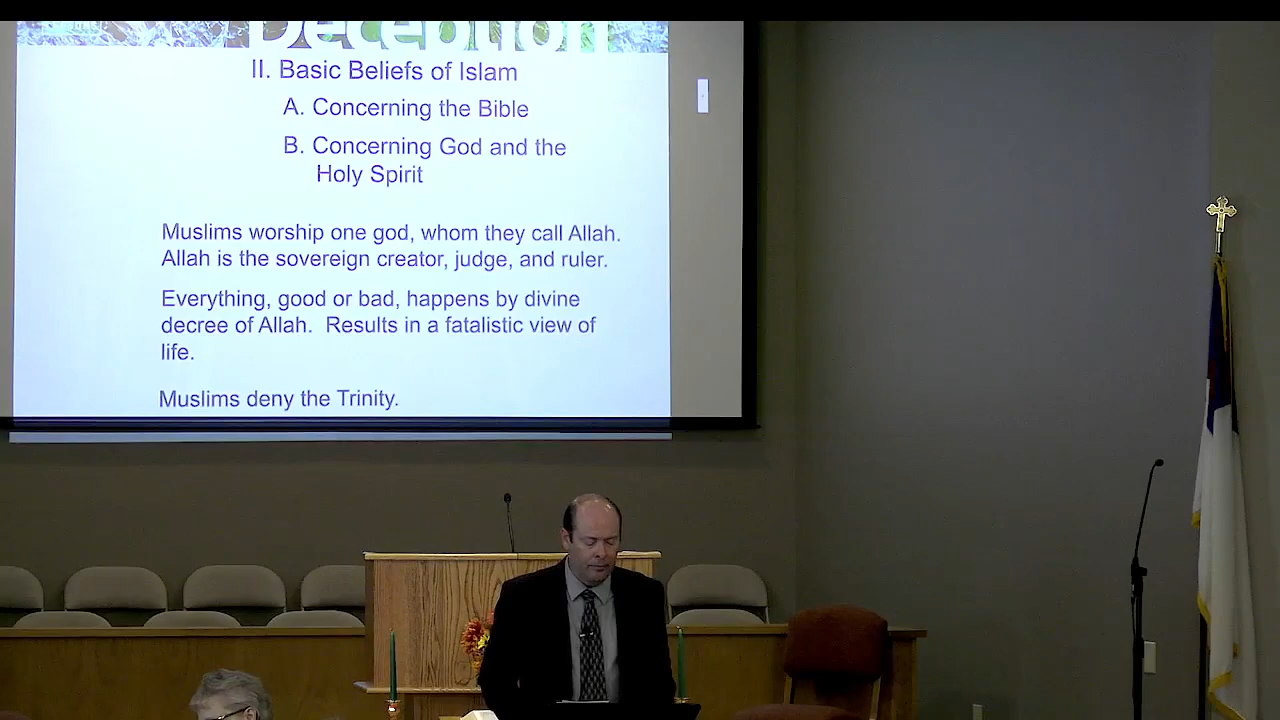 Deception
II. Basic Beliefs of Islam
A. Concerning the Bible
B. Concerning God and the
Holy Spirit
Muslims worship one god, whom they call Allah.
Allah is the sovereign creator, judge, and ruler.
Everything, good or bad, happens by divine
decree of Allah.  Results in a fatalistic view of
life.
Muslims deny the Trinity.